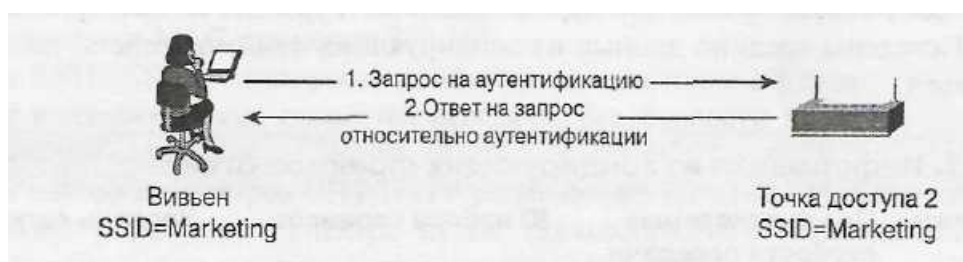 1. Запрос на аутентификацию
2.Ответ на запрос
относительно аутентификации
Вивьен
SSID=Marketing
Точка доступа 2
SSID=Marketing